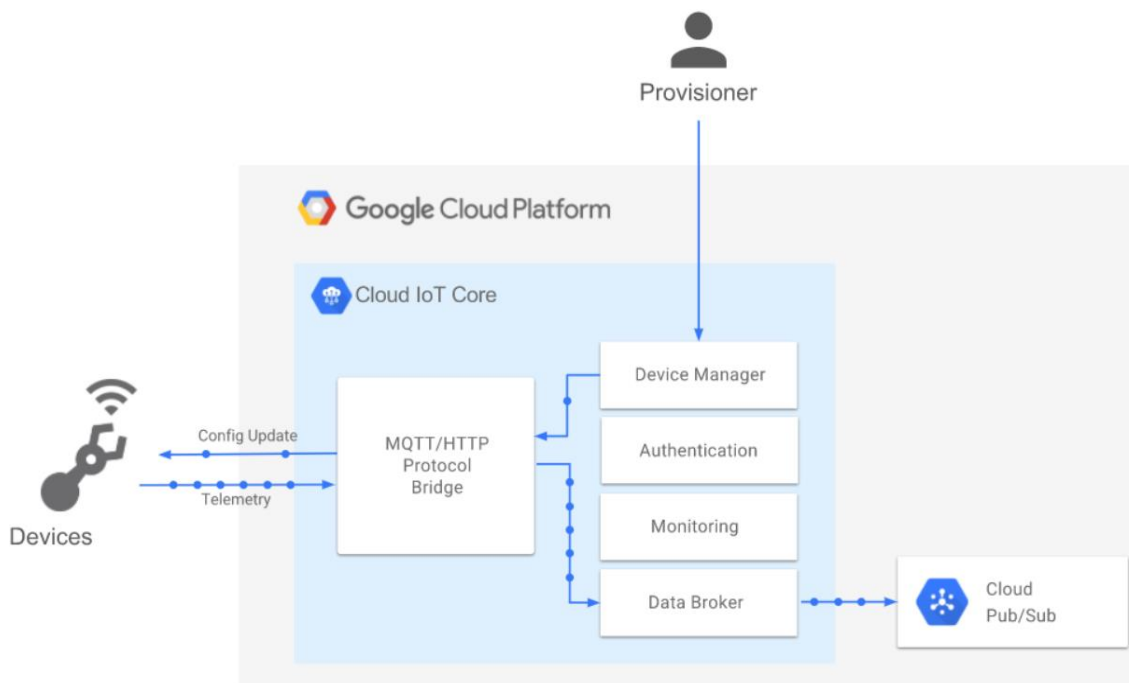 Provisioner
Google Cloud Platform
Cloud IoT Core
Device Manager
Config Update
MQTT/HTTP
Protocol
Bridge
Authentication
Telemetry
Monitoring
Devices
Data Broker
Cloud
Pub/Sub